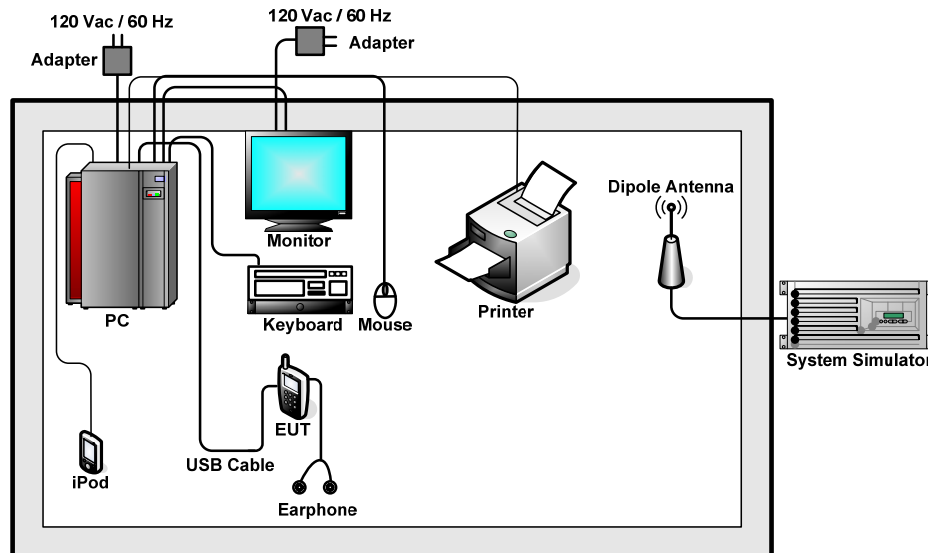 120 Vac / 60 Hz
120 Vac / 60 Hz
Adapter
Adapter
Dipole Antenna
Monitor
PC
Keyboard
Mouse
Printer
System Simulator
EUT
USB Cable
iPod
Earphone